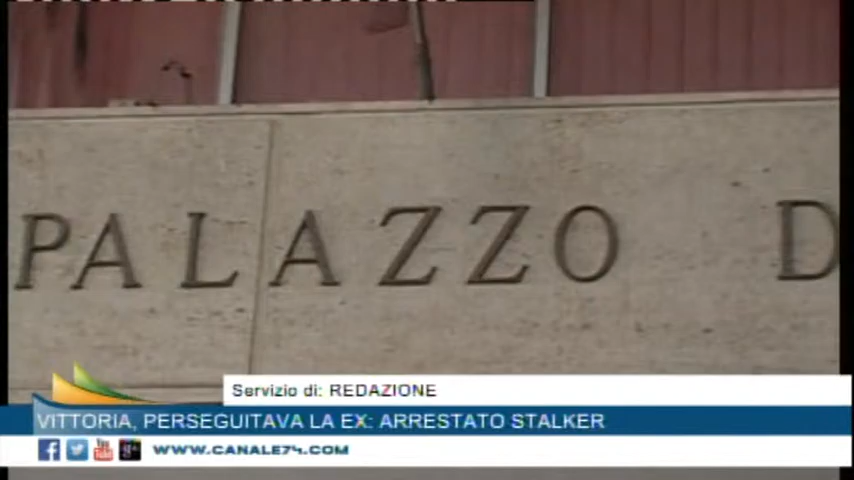 PALAZZO D
Servizio di: REDAZIONE
VITTORIA, PERSEGUITAVA LA EX: ARRESTATO STALKER
WWW.CANALE74.COM